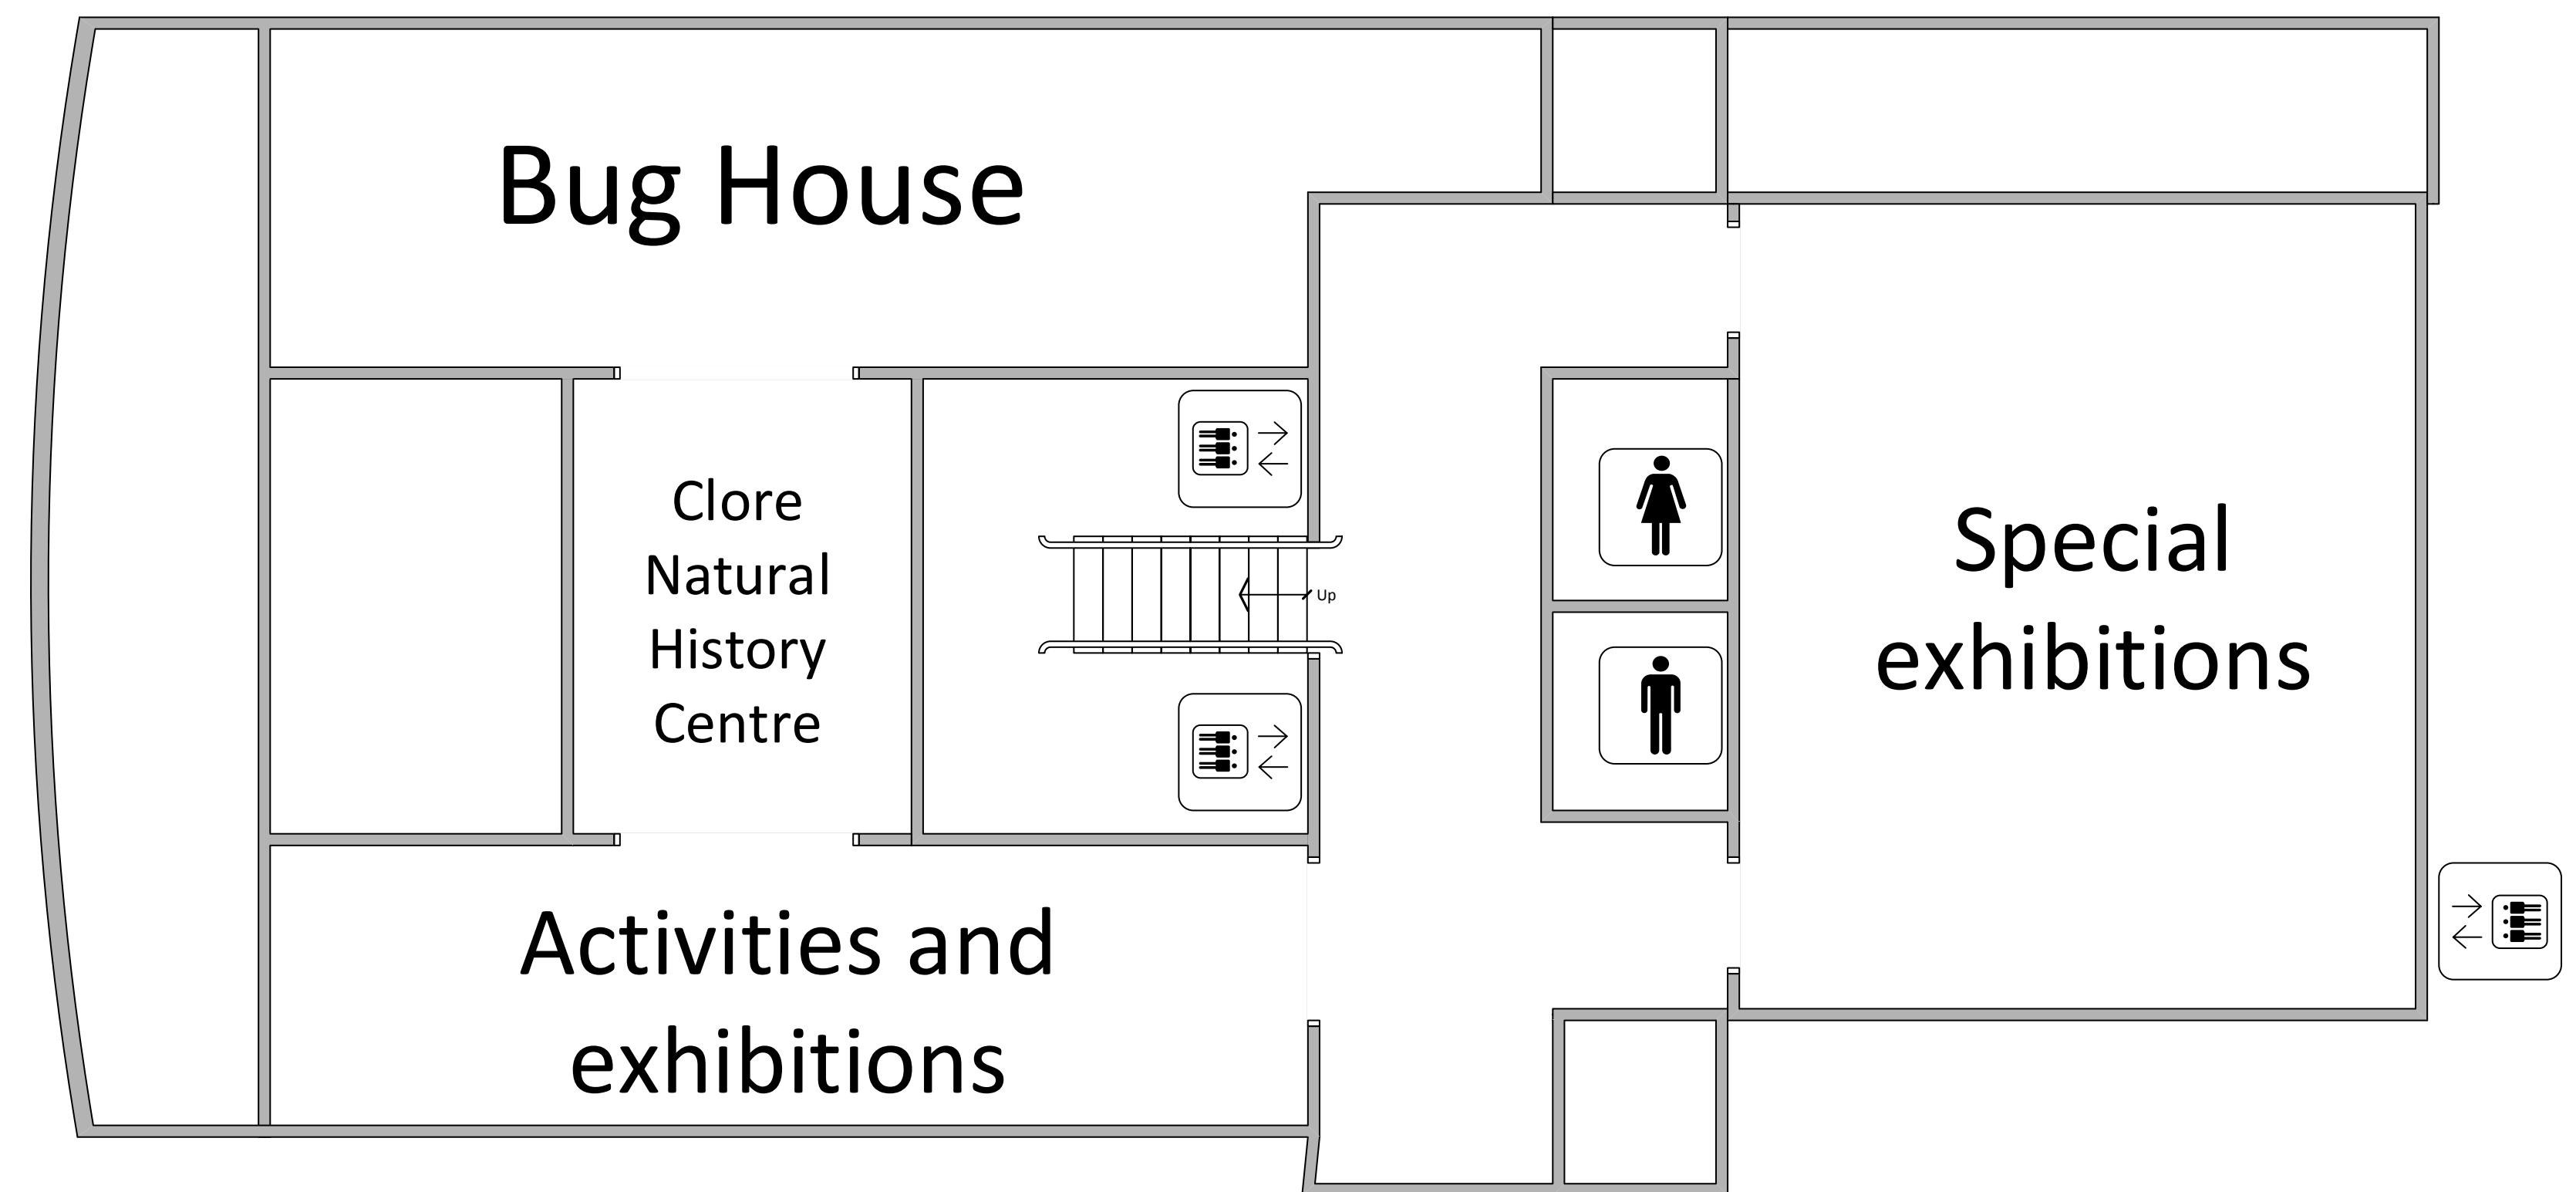 Bug House
Clore
Natural
History
Centre
Up
Special
exhibitions
Activities and
exhibitions